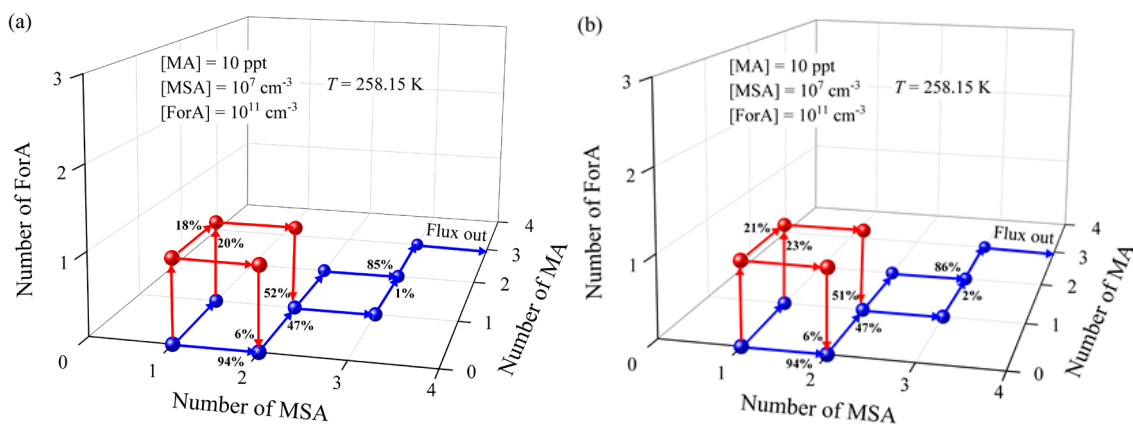 (a)
[MA] = 10 ppt
[MSA] = 10⁷ cm⁻³
[ForA] = 10¹¹ cm⁻³
T = 258.15 K
Number of ForA
3
2
1
0
1
2
3
4
Number of MSA
0
1
2
3
4
Number of MA
18%
20%
52%
6%
47%
94%
85%
1%
Flux out
(b)
[MA] = 10 ppt
[MSA] = 10⁷ cm⁻³
[ForA] = 10¹¹ cm⁻³
T = 258.15 K
Number of ForA
3
2
1
0
1
2
3
4
Number of MSA
0
1
2
3
4
Number of MA
21%
23%
51%
6%
47%
94%
86%
2%
Flux out